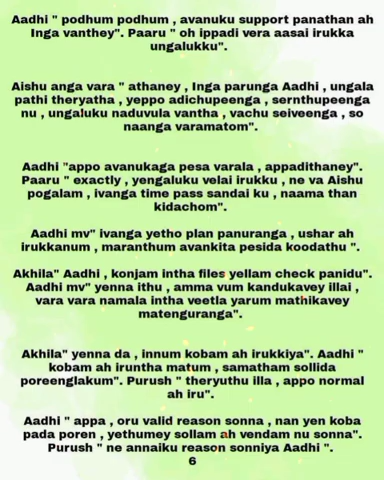 Aadhi " podhum podhum , avanuku support panathan ah
Inga vanthey". Paaru " oh ippadi vera aasai irukka
ungalukku".
Aishu anga vara " athaney , Inga parunga Aadhi , ungala
pathi theryatha , yeppo adichupeenga , sernthupeenga
nu , ungaluku naduvula vantha , vachu seiveenga , so
naanga varamatom".
Aadhi "appo avanukaga pesa varala , appadithaney".
Paaru " exactly , yengaluku velai irukku , ne va Aishu
pogalam , ivanga time pass sandai ku , naama than
kidachom".
Aadhi mv" ivanga yetho plan panuranga , ushar ah
irukkanum , maranthum avankita pesida koodathu ".
Akhila" Aadhi , konjam intha files yellam check panidu".
Aadhi mv" yenna ithu , amma vum kandukavey illai ,
vara vara namala intha veetla yarum mathikavey
matenguranga".
Akhila" yenna da , innum kobam ah irukkiya". Aadhi "
kobam ah iruntha matum , samatham sollida
poreenglakum". Purush " theryuthu illa , appo normal
ah iru".
Aadhi " appa , oru valid reason sonna , nan yen koba
pada poren , yethumey sollam ah vendam nu sonna".
Purush " ne annaiku reason sonniya Aadhi ".
6